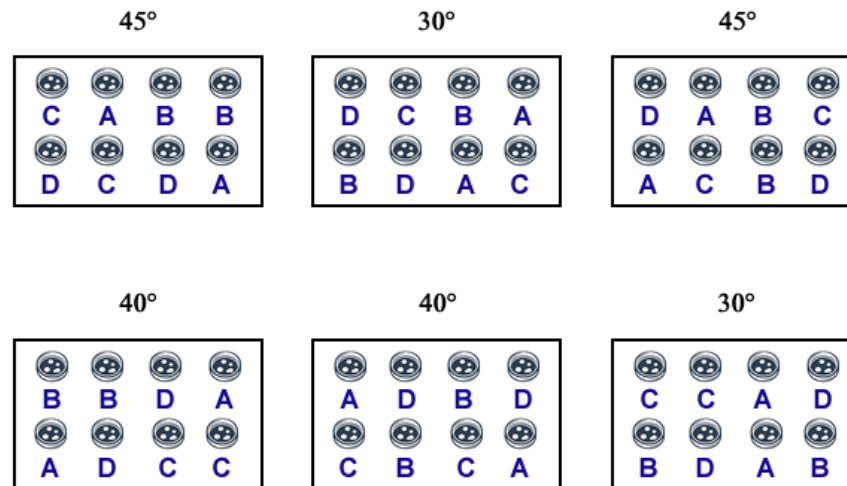 45° 30° 45°
C A B B D C B A D A B C
D C D A B D A C A C B D
40° 40° 30°
B B D A A D B D C C A D
A D C C C B C A B D A B